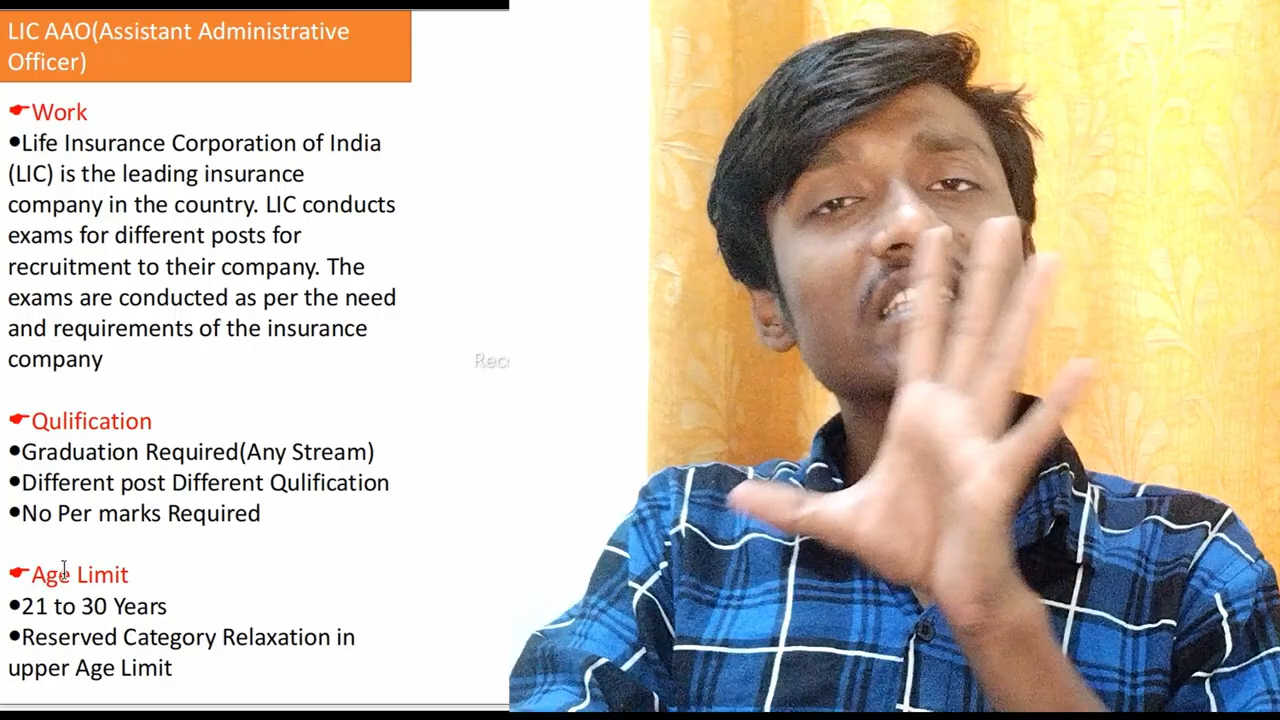 LIC AAO(Assistant Administrative
Officer)
☛Work
●Life Insurance Corporation of India
(LIC) is the leading insurance
company in the country. LIC conducts
exams for different posts for
recruitment to their company. The
exams are conducted as per the need
and requirements of the insurance
company
☛Qulification
●Graduation Required(Any Stream)
●Different post Different Qulification
●No Per marks Required
☛Age Limit
●21 to 30 Years
●Reserved Category Relaxation in
upper Age Limit